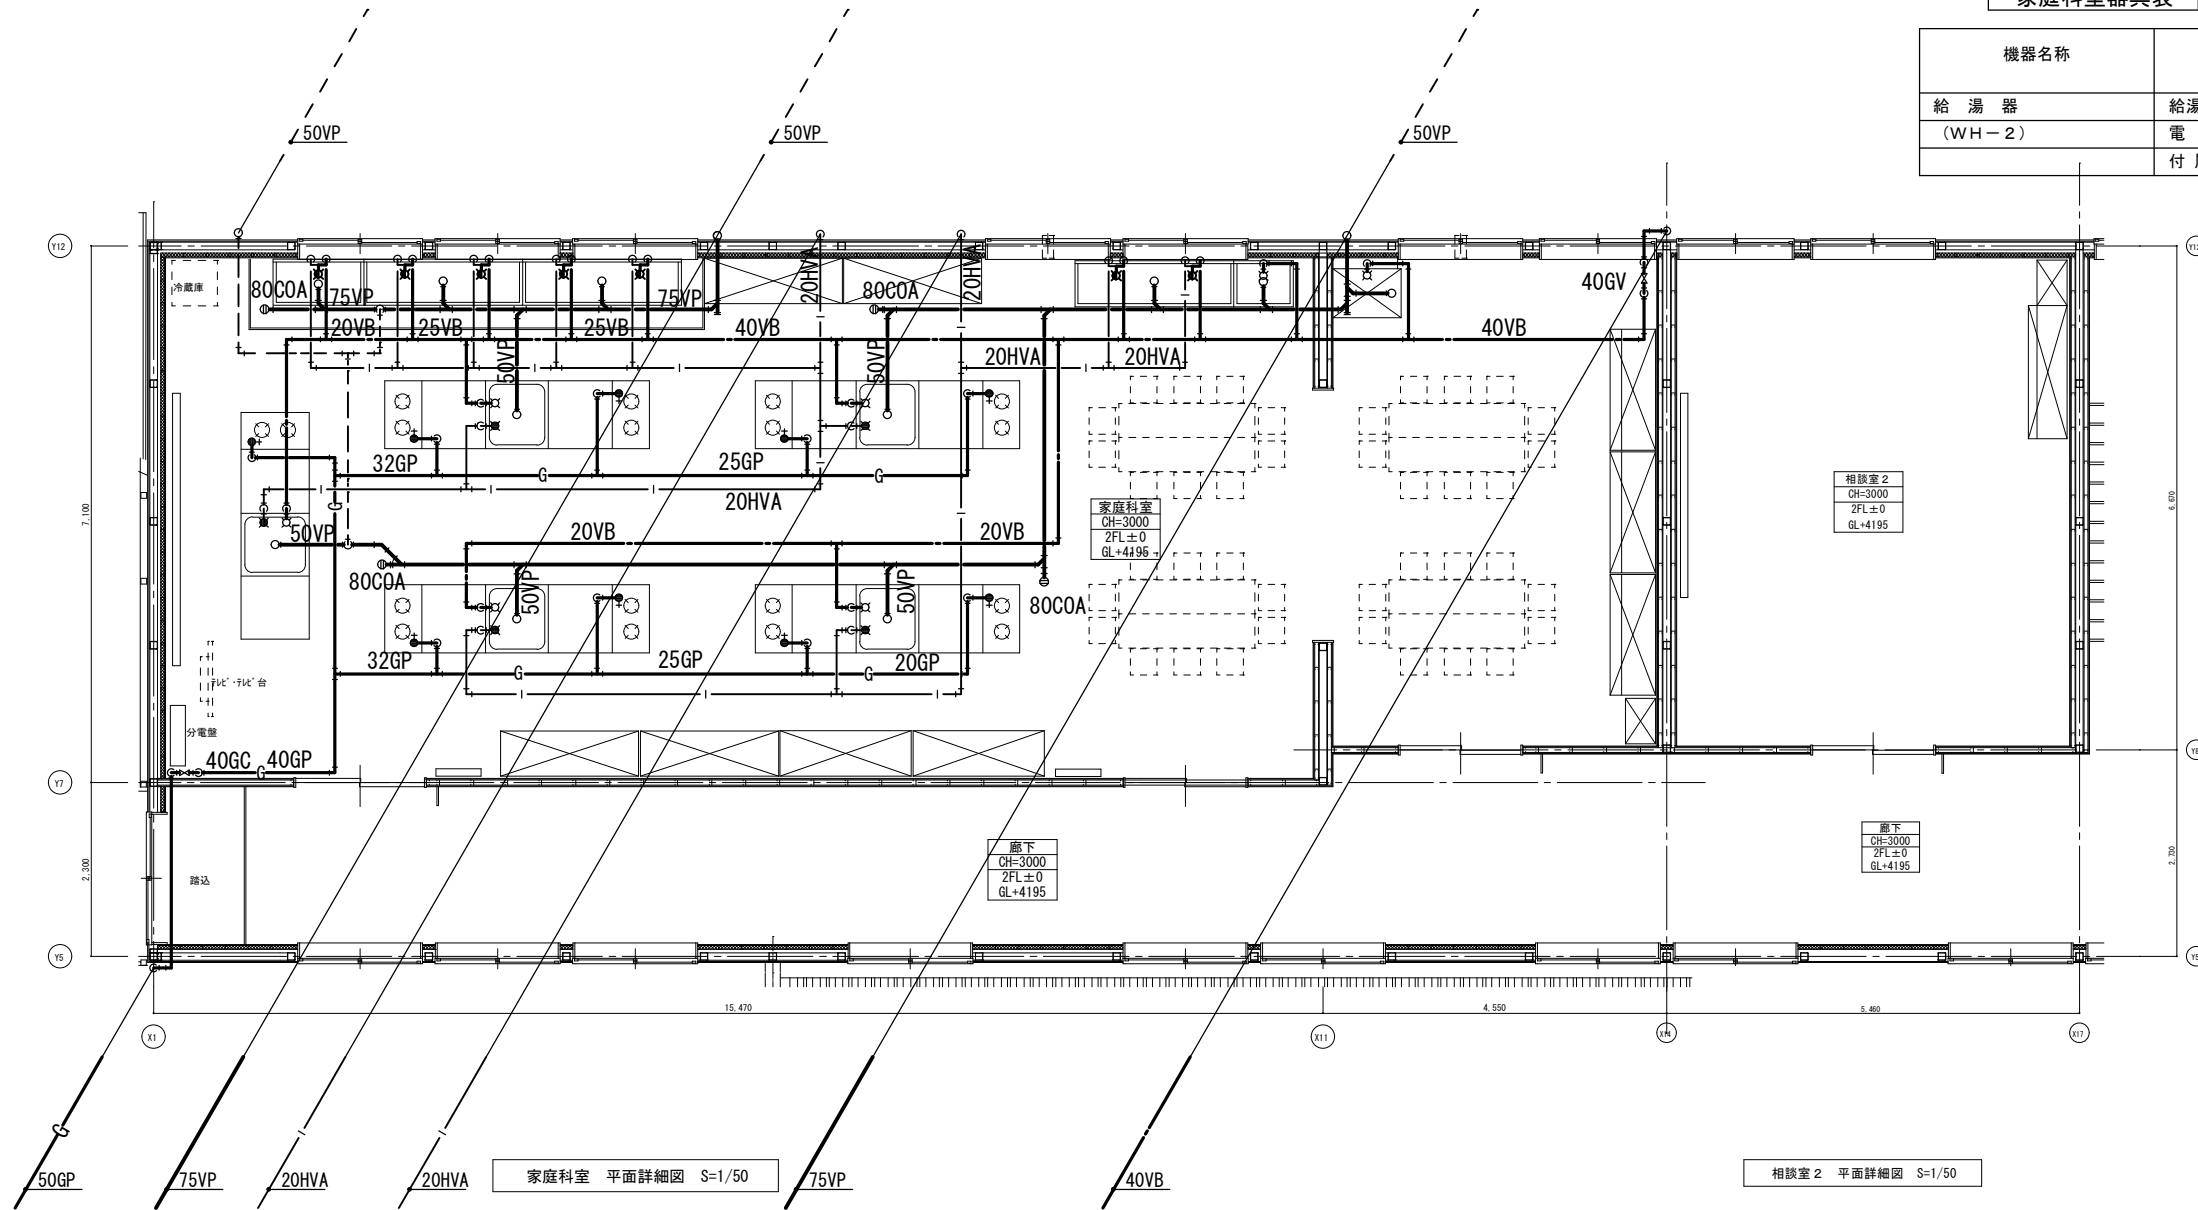 家庭科室器具表
機器名称
給 湯 器
給湯
(WH-2)
電
付
50VP
50VP
50VP
Y12
冷蔵庫
80COA
75VP
75VP
20HVA
80COA
20HVA
40GV
20VB
25VB
25VB
40VB
40VB
50VP
50VP
20HVA
20HVA
32GP
G
25GP
G
20HVA
G
50VP
20VB
20VB
家庭科室
CH=3000
2FL±0
GL+4195
相談室2
CH=3000
2FL±0
GL+4195
7,100
6,670
80COA
50VP
50VP
80COA
32GP
G
25GP
G
20GP
テレビ・テレビ台
分電盤
40GC
G
40GP
Y7
廊下
CH=3000
2FL±0
GL+4195
廊下
CH=3000
2FL±0
GL+4195
2,300
2,700
踏込
Y5
15,470
4,550
5,460
X1
X11
X14
X17
G
50GP
75VP
20HVA
20HVA
家庭科室 平面詳細図 S=1/50
75VP
40VB
相談室2 平面詳細図 S=1/50